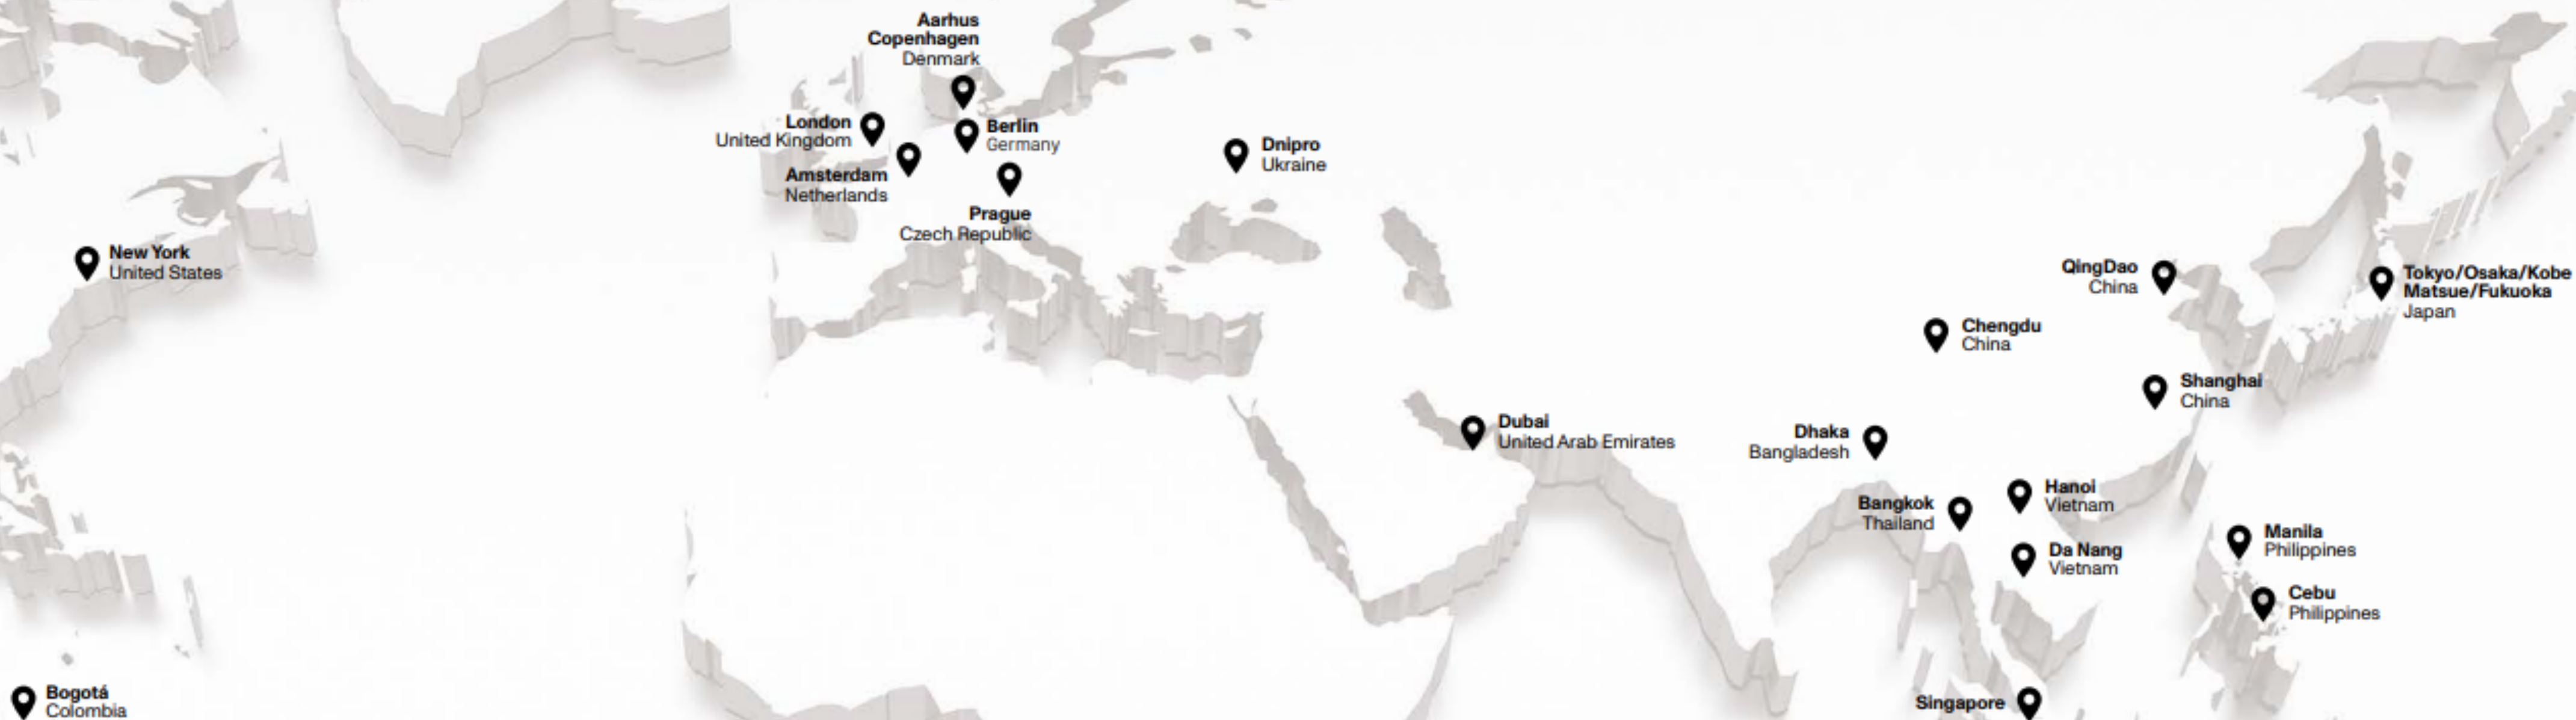 Aarhus
Copenhagen
Denmark
London
United Kingdom
Berlin
Germany
Amsterdam
Netherlands
Prague
Czech Republic
Dnipro
Ukraine
New York
United States
QingDao
China
Tokyo/Osaka/Kobe
Matsue/Fukuoka
Japan
Chengdu
China
Shanghai
China
Dubai
United Arab Emirates
Dhaka
Bangladesh
Hanoi
Vietnam
Bangkok
Thailand
Manila
Philippines
Da Nang
Vietnam
Cebu
Philippines
Bogotá
Colombia
Singapore